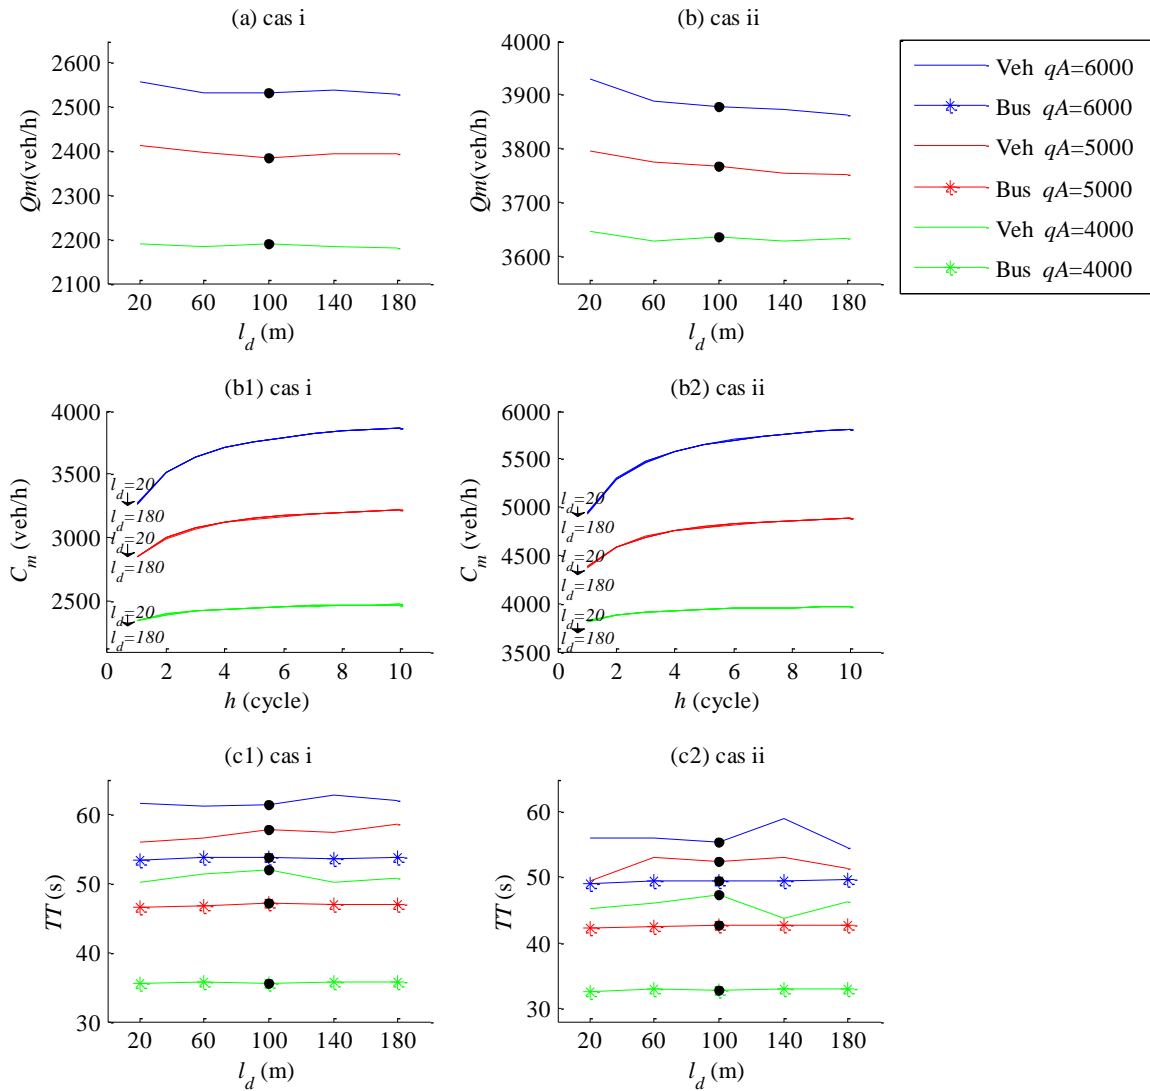 (a) cas i
2600
2500
2400
2300
2200
2100
Qm(veh/h)
20 60 100 140 180
l_d (m)
(b) cas ii
4000
3900
3800
3700
3600
Qm(veh/h)
20 60 100 140 180
l_d (m)
Veh qA=6000
Bus qA=6000
Veh qA=5000
Bus qA=5000
Veh qA=4000
Bus qA=4000
(b1) cas i
4000
3500
3000
2500
C_m (veh/h)
l_d=20
l_d=180
l_d=20
l_d=180
l_d=20
l_d=180
0 2 4 6 8 10
h (cycle)
(b2) cas ii
6000
5500
5000
4500
4000
3500
C_m (veh/h)
l_d=20
l_d=180
l_d=20
l_d=180
l_d=20
l_d=180
0 2 4 6 8 10
h (cycle)
(c1) cas i
60
50
40
30
TT (s)
20 60 100 140 180
l_d (m)
(c2) cas ii
60
50
40
30
TT (s)
20 60 100 140 180
l_d (m)